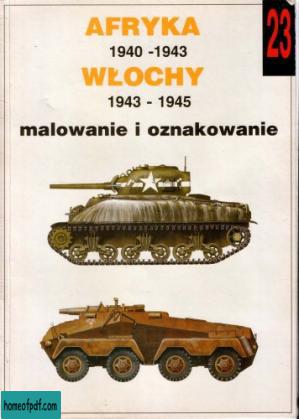 AFRYKA
1940 -1943
WŁOCHY
1943 - 1945
malowanie i oznakowanie
23
homeofpdf.com